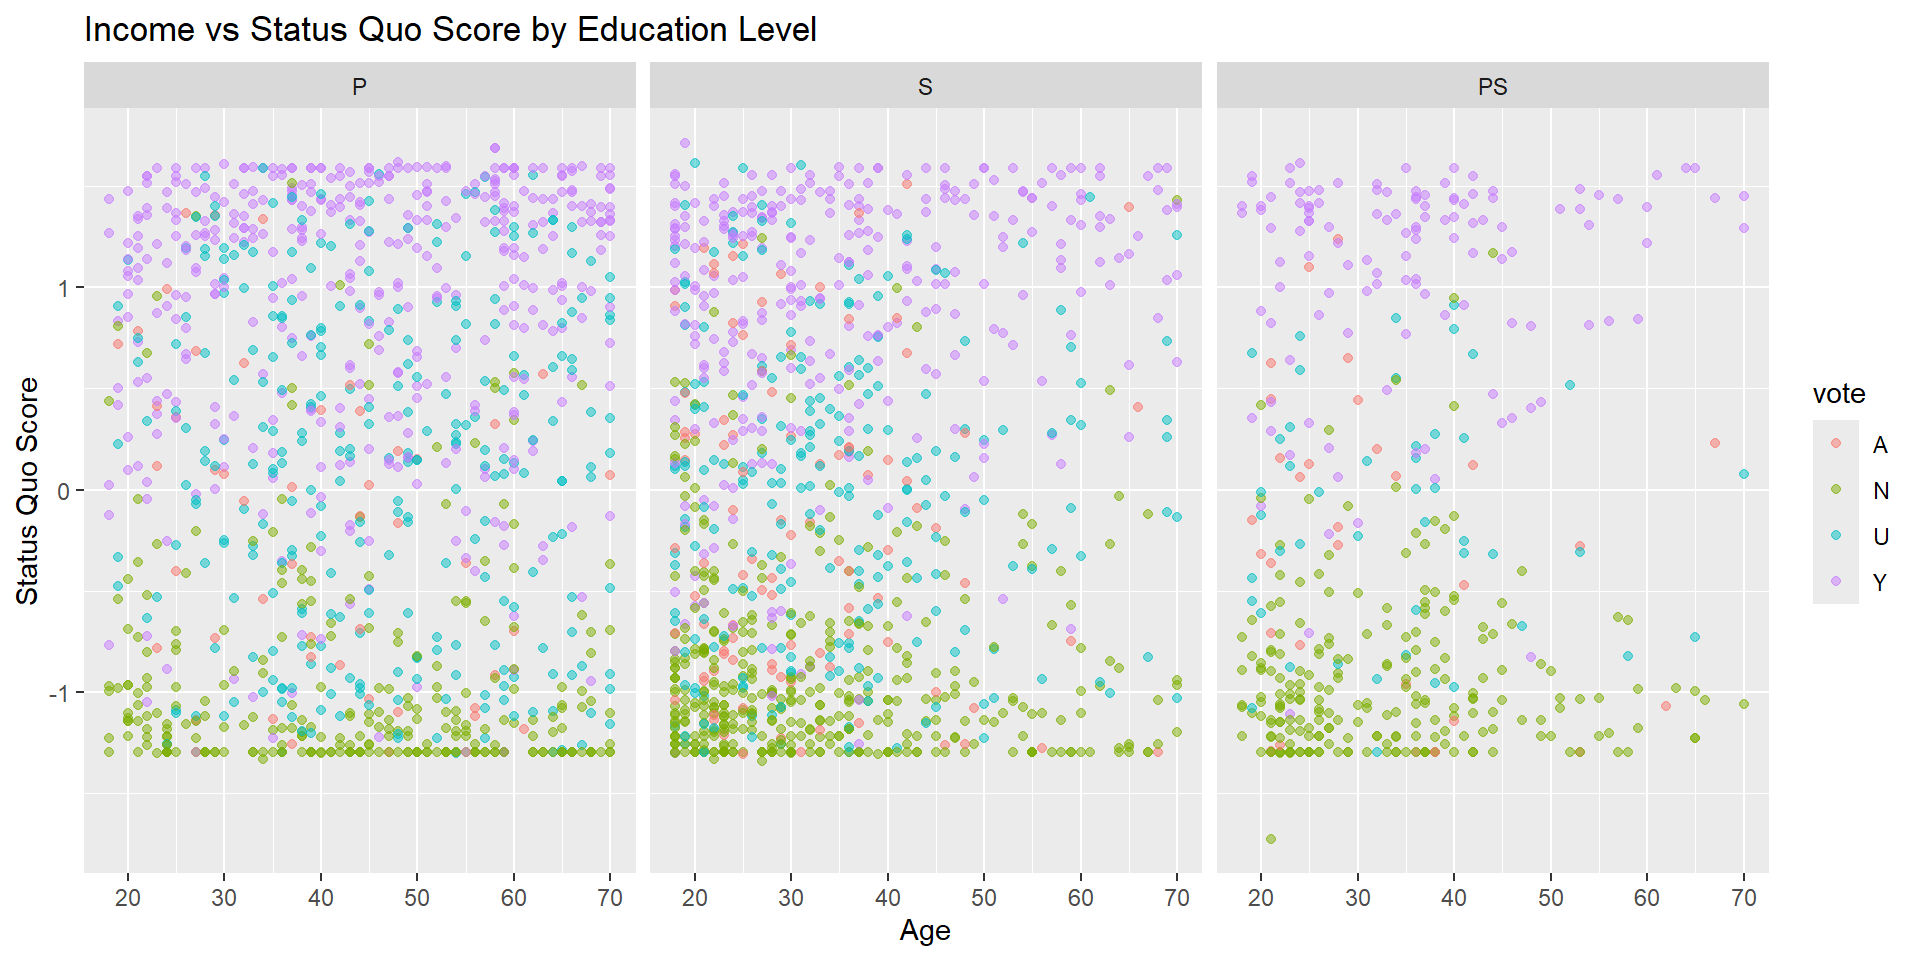 Income vs Status Quo Score by Education Level
P S PS
Status Quo Score
1
0
-1
20 30 40 50 60 70 20 30 40 50 60 70 20 30 40 50 60 70
Age
vote
A
N
U
Y